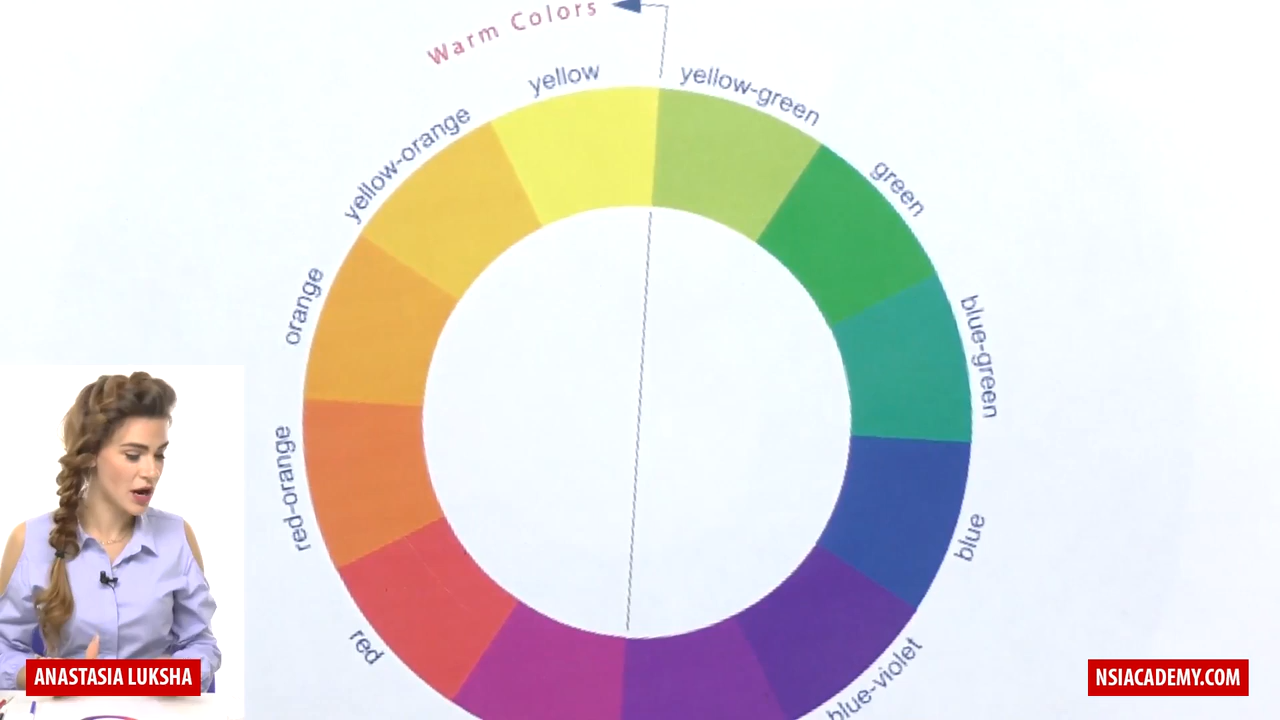 Warm Colors
yellow
yellow-green
yellow-orange
green
orange
blue-green
red-orange
blue
red
blue-violet
ANASTASIA LUKSHA
NSIACADEMY.COM